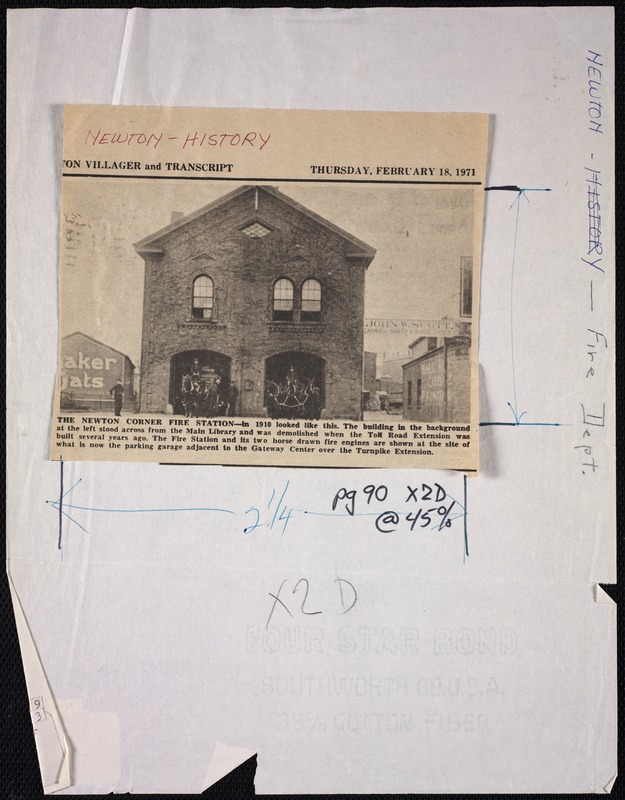 NEWTON - HISTORY
TON VILLAGER and TRANSCRIPT THURSDAY, FEBRUARY 18, 1971
JOHN W. SCOTT
aker
Oats
THE NEWTON CORNER FIRE STATION—in 1910 looked like this. The building in the background
at the left stood across from the Main Library and was demolished when the Toll Road Extension was
built several years ago. The Fire Station and its two horse drawn fire engines are shown at the site of
what is now the parking garage adjacent to the Gateway Center over the Turnpike Extension.
NEWTON - HISTORY — Fire Dept.
2 1/4
pg 90 X2D
@ 45%
X2D
FOUR STAR BOND
SOUTHWORTH CO. U.S.A.
25% COTTON FIBER
9
3